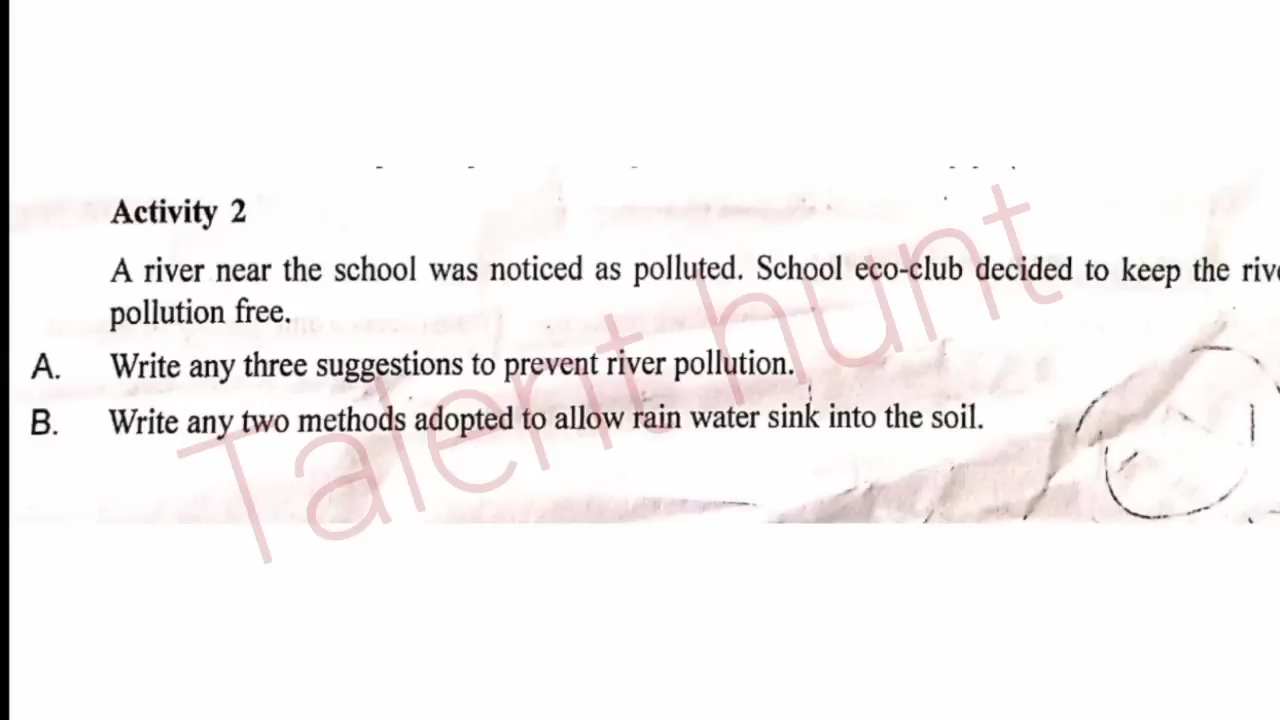 Activity 2
A river near the school was noticed as polluted. School eco-club decided to keep the
pollution free.
A. Write any three suggestions to prevent river pollution.
B. Write any two methods adopted to allow rain water sink into the soil.
Talent hunt